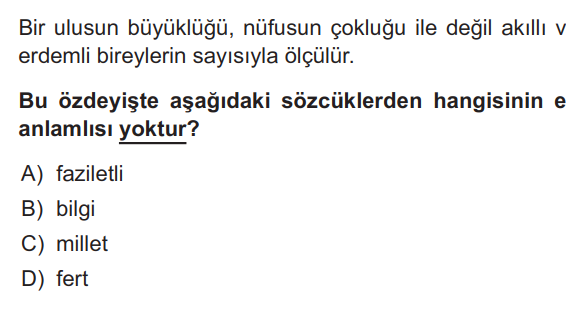 Bir ulusun büyüklüğü, nüfusun çokluğu ile değil akıllı v
erdemli bireylerin sayısıyla ölçülür.
Bu özdeyişte aşağıdaki sözcüklerden hangisinin e
anlamlısı yoktur?
A) faziletli
B) bilgi
C) millet
D) fert